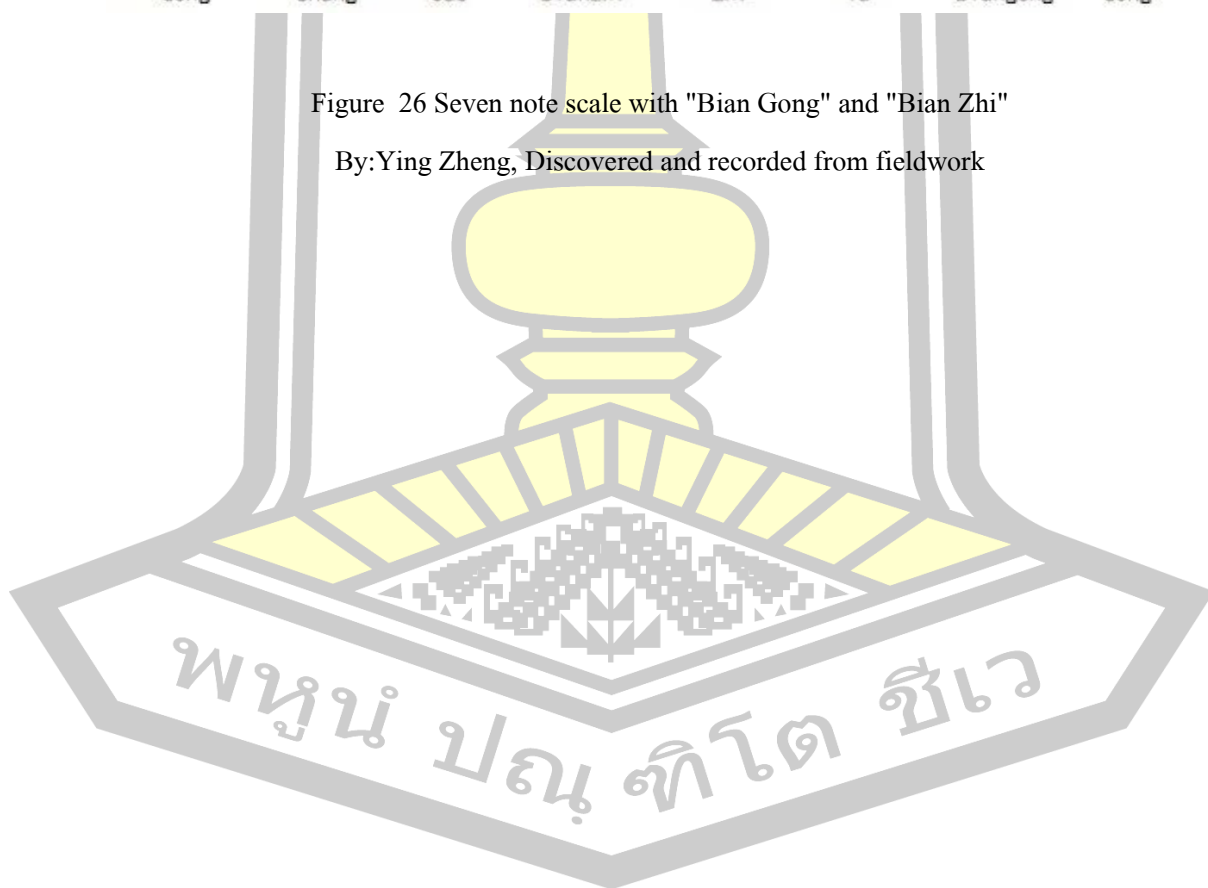 Figure 26 Seven note scale with "Bian Gong" and "Bian Zhi"
By:Ying Zheng, Discovered and recorded from fieldwork
พหูนํ ปณฺ ฑิโต ชีเว